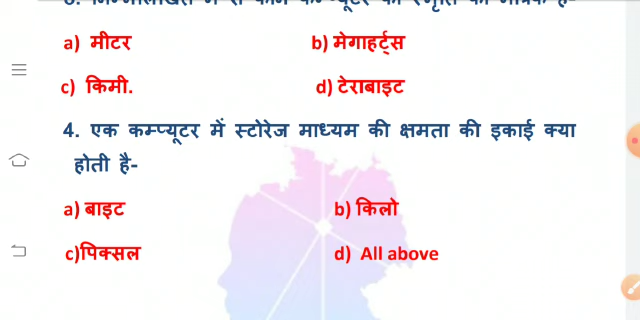 a) मीटर b) मेगाहर्ट्स
c) किमी. d) टेराबाइट
4. एक कम्प्यूटर में स्टोरेज माध्यम की क्षमता की इकाई क्या
होती है-
a) बाइट b) किलो
c)पिक्सल d) All above